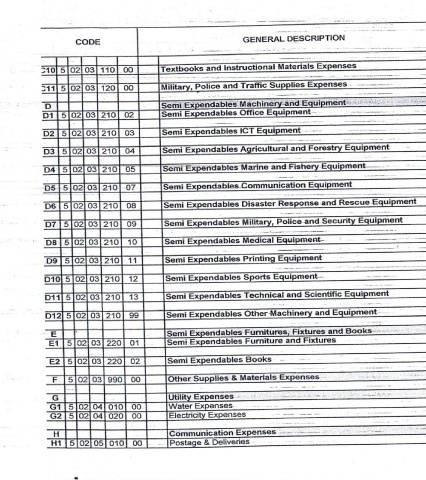 CODE GENERAL DESCRIPTION
C10 5 02 03 110 00 Textbooks and Instructional Materials Expenses
C11 5 02 03 120 00 Military, Police and Traffic Supplies Expenses
D Semi Expendables Machinery and Equipment
D1 5 02 03 210 02 Semi Expendables Office Equipment
D2 5 02 03 210 03 Semi Expendables ICT Equipment
D3 5 02 03 210 04 Semi Expendables Agricultural and Forestry Equipment
D4 5 02 03 210 05 Semi Expendables Marine and Fishery Equipment
D5 5 02 03 210 07 Semi Expendables Communication Equipment
D6 5 02 03 210 08 Semi Expendables Disaster Response and Rescue Equipment
D7 5 02 03 210 09 Semi Expendables Military, Police and Security Equipment
D8 5 02 03 210 10 Semi Expendables Medical Equipment
D9 5 02 03 210 11 Semi Expendables Printing Equipment
D10 5 02 03 210 12 Semi Expendables Sports Equipment
D11 5 02 03 210 13 Semi Expendables Technical and Scientific Equipment
D12 5 02 03 210 99 Semi Expendables Other Machinery and Equipment
E Semi Expendables Furnitures, Fixtures and Books
E1 5 02 03 220 01 Semi Expendables Furniture and Fixtures
E2 5 02 03 220 02 Semi Expendables Books
F 5 02 03 990 00 Other Supplies & Materials Expenses
G Utility Expenses
G1 5 02 04 010 00 Water Expenses
G2 5 02 04 020 00 Electricity Expenses
H Communication Expenses
H1 5 02 05 010 00 Postage & Deliveries